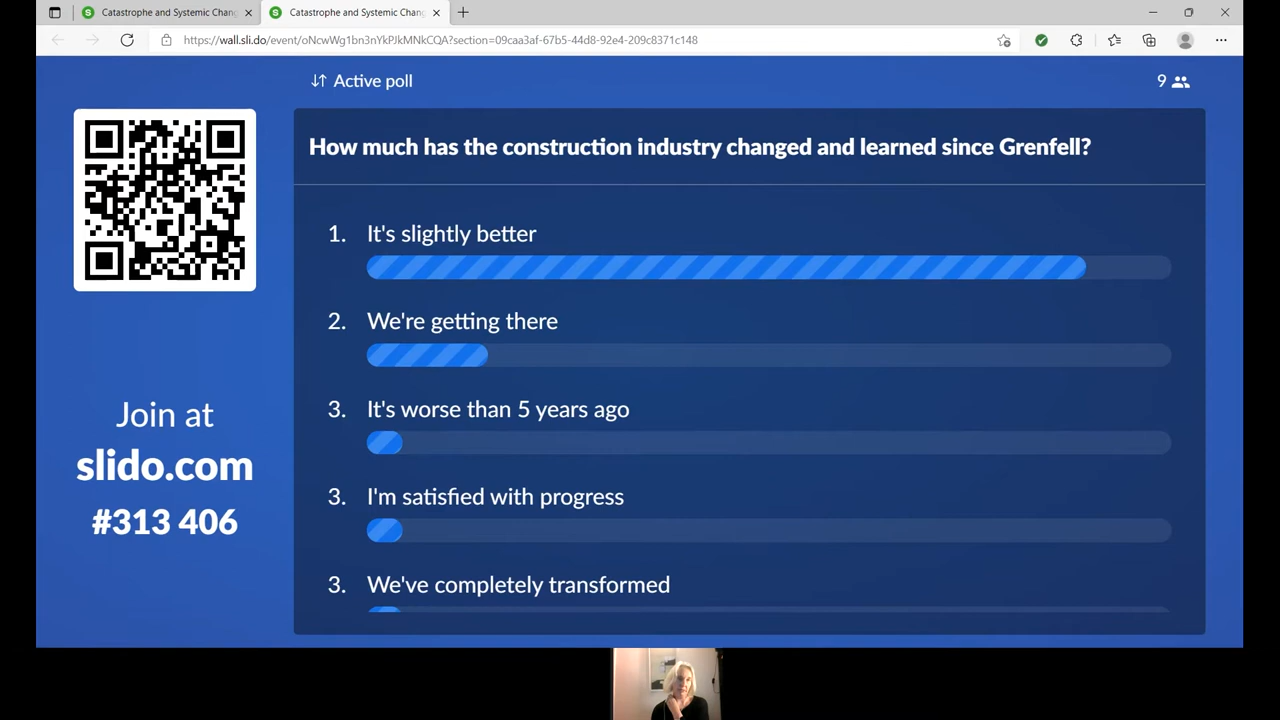 Catastrophe and Systemic Chang
Catastrophe and Systemic Chang
https://wall.sli.do/event/oNcwWg1bn3nYkPJkMNkCQA?section=09caa3af-67b5-44d8-92e4-209c8371c148
Active poll
9
How much has the construction industry changed and learned since Grenfell?
1. It's slightly better
2. We're getting there
3. It's worse than 5 years ago
3. I'm satisfied with progress
3. We've completely transformed
Join at
slido.com
#313 406